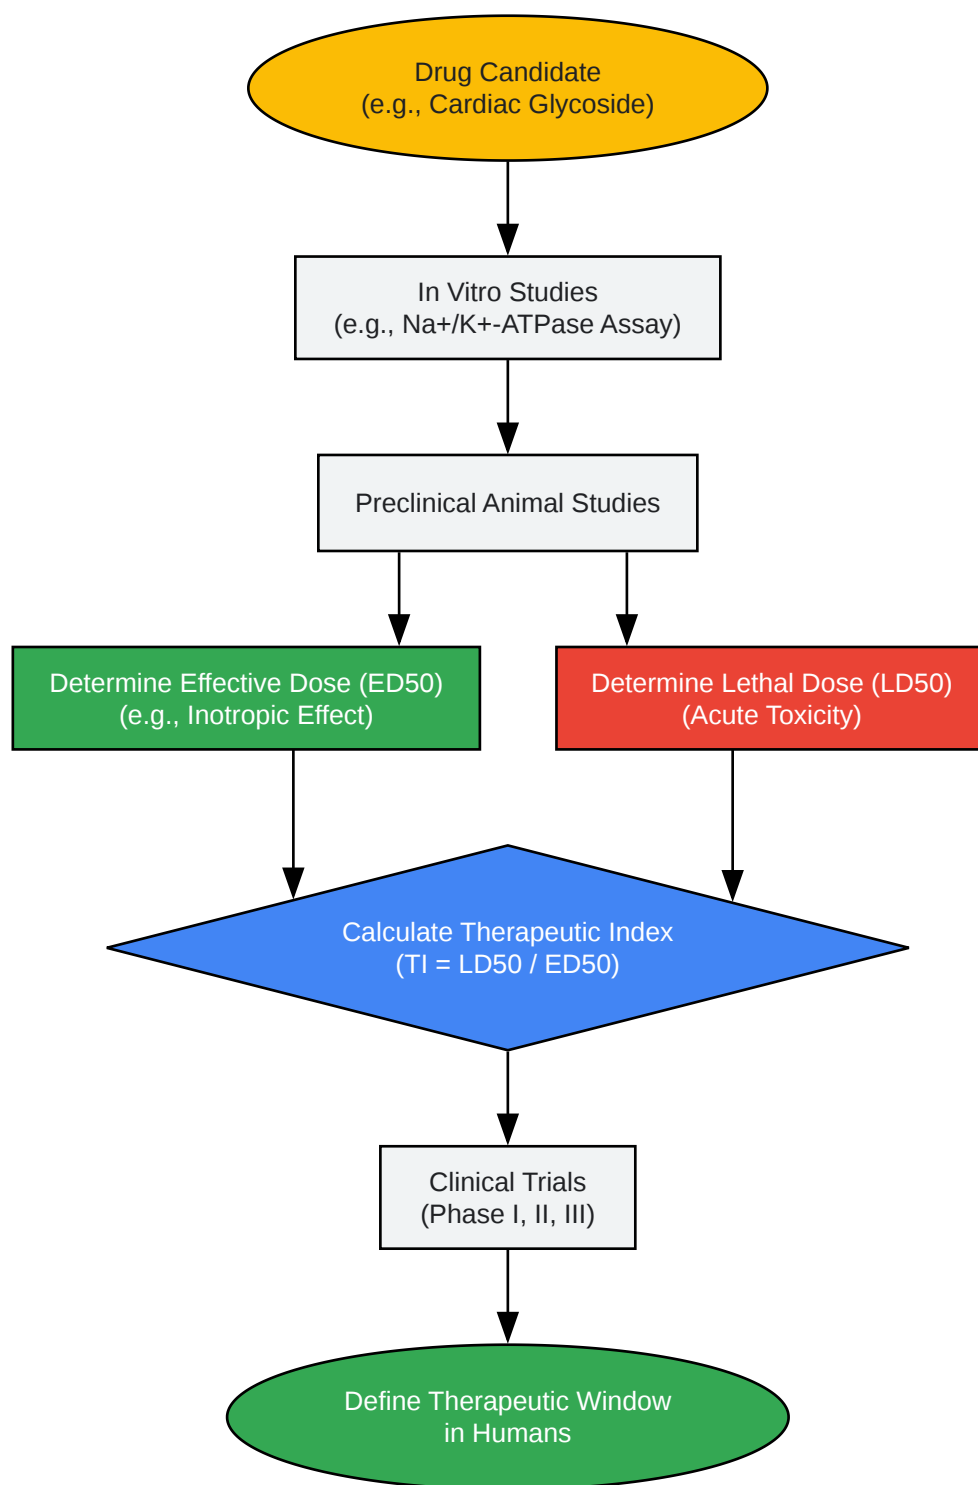 Drug Candidate
(e.g., Cardiac Glycoside)
In Vitro Studies
(e.g., Na+/K+-ATPase Assay)
Preclinical Animal Studies
Determine Effective Dose (ED50)
(e.g., Inotropic Effect)
Determine Lethal Dose (LD50)
(Acute Toxicity)
Calculate Therapeutic Index
(TI = LD50 / ED50)
Clinical Trials
(Phase I, II, III)
Define Therapeutic Window
in Humans